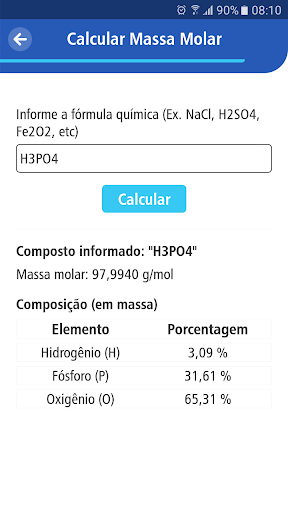 90% 08:10
Calcular Massa Molar
Informe a fórmula química (Ex. NaCl, H2SO4,
Fe2O2, etc)
H3PO4
Calcular
Composto informado: "H3PO4"
Massa molar: 97,9940 g/mol
Composição (em massa)
Elemento Porcentagem
Hidrogênio (H) 3,09 %
Fósforo (P) 31,61 %
Oxigênio (O) 65,31 %